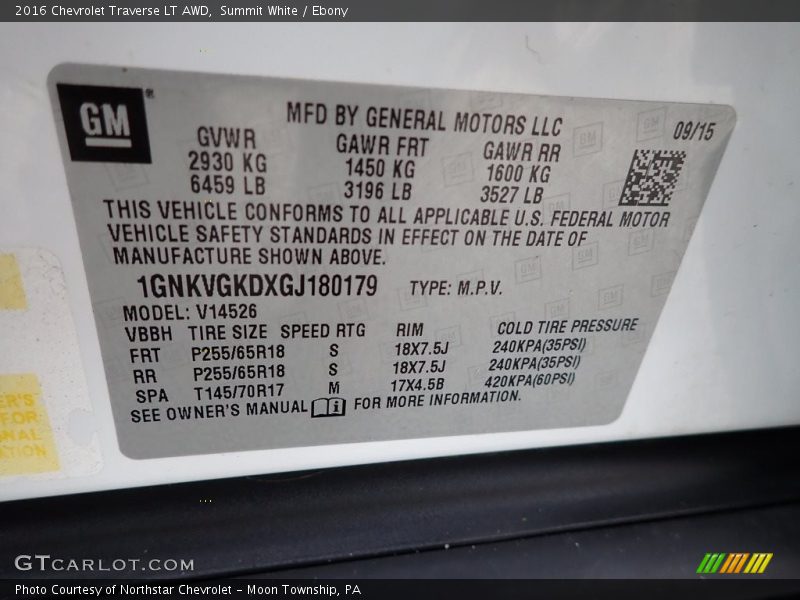 2016 Chevrolet Traverse LT AWD,  Summit White / Ebony
GM®
MFD BY GENERAL MOTORS LLC
09/15
GVWR GAWR FRT GAWR RR
2930 KG 1450 KG 1600 KG
6459 LB 3196 LB 3527 LB
THIS VEHICLE CONFORMS TO ALL APPLICABLE U.S. FEDERAL MOTOR
VEHICLE SAFETY STANDARDS IN EFFECT ON THE DATE OF
MANUFACTURE SHOWN ABOVE.
1GNKVGKDXGJ180179 TYPE: M.P.V.
MODEL: V14526
VBBH TIRE SIZE SPEED RTG RIM COLD TIRE PRESSURE
FRT P255/65R18 S 18X7.5J 240KPA(35PSI)
RR P255/65R18 S 18X7.5J 240KPA(35PSI)
SPA T145/70R17 M 17X4.5B 420KPA(60PSI)
SEE OWNER'S MANUAL FOR MORE INFORMATION.
GTCARLOT.COM
Photo Courtesy of Northstar Chevrolet - Moon Township, PA